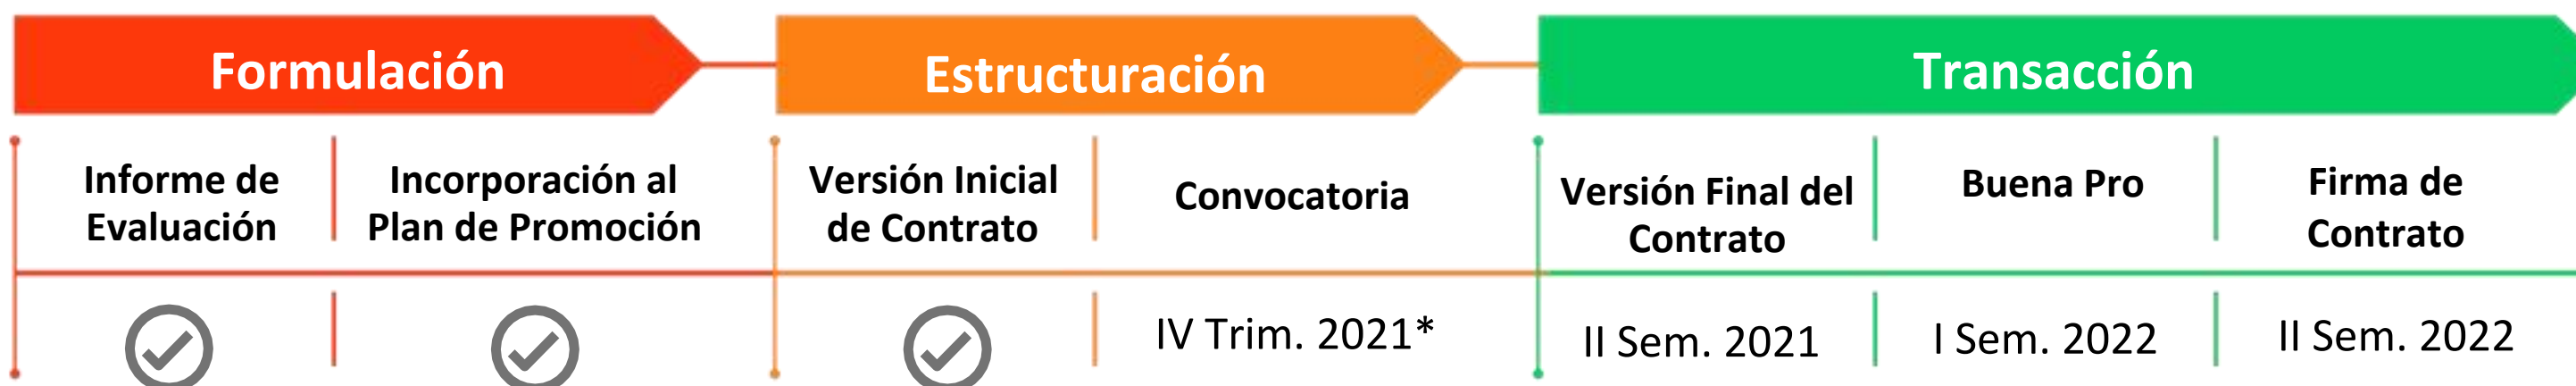 Formulación
Estructuración
Transacción
Informe de
Evaluación
Incorporación al
Plan de Promoción
Versión Inicial
de Contrato
Convocatoria
Versión Final del
Contrato
Buena Pro
Firma de
Contrato
IV Trim. 2021*
II Sem. 2021
I Sem. 2022
II Sem. 2022